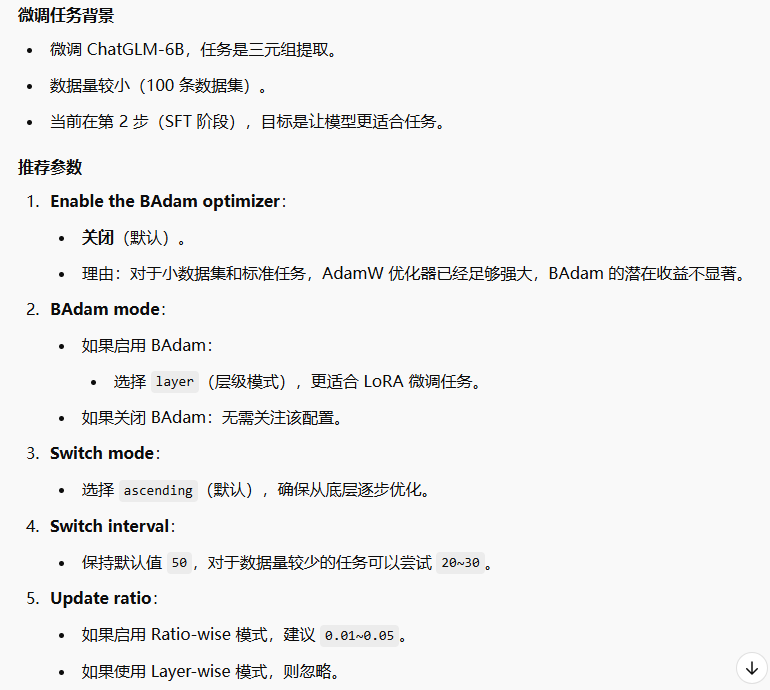 微调任务背景
• 微调 ChatGLM-6B，任务是三元组提取。
• 数据量较小（100 条数据集）。
• 当前在第 2 步（SFT 阶段），目标是让模型更适合任务。
推荐参数
1. Enable the BAdam optimizer：
• 关闭（默认）。
• 理由：对于小数据集和标准任务，AdamW 优化器已经足够强大，BAdam 的潜在收益不显著。
2. BAdam mode：
• 如果启用 BAdam：
• 选择 layer（层级模式），更适合 LoRA 微调任务。
• 如果关闭 BAdam：无需关注该配置。
3. Switch mode：
• 选择 ascending（默认），确保从底层逐步优化。
4. Switch interval：
• 保持默认值 50，对于数据量较少的任务可以尝试 20~30。
5. Update ratio：
• 如果启用 Ratio-wise 模式，建议 0.01~0.05。
• 如果使用 Layer-wise 模式，则忽略。